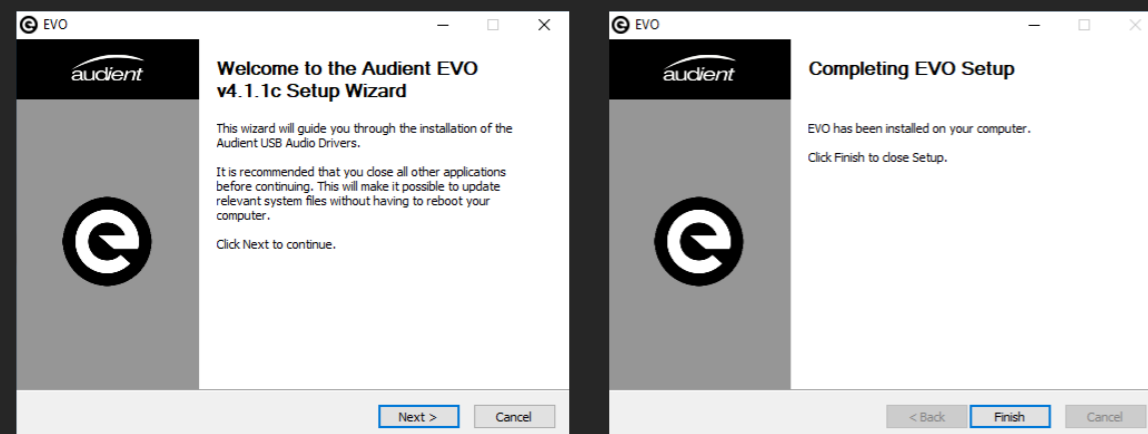 EVO
audient
Welcome to the Audient EVO
v4.1.1c Setup Wizard
This wizard will guide you through the installation of the
Audient USB Audio Drivers.
It is recommended that you close all other applications
before continuing. This will make it possible to update
relevant system files without having to reboot your
computer.
Click Next to continue.
Next >
Cancel
EVO
audient
Completing EVO Setup
EVO has been installed on your computer.
Click Finish to close Setup.
< Back
Finish
Cancel